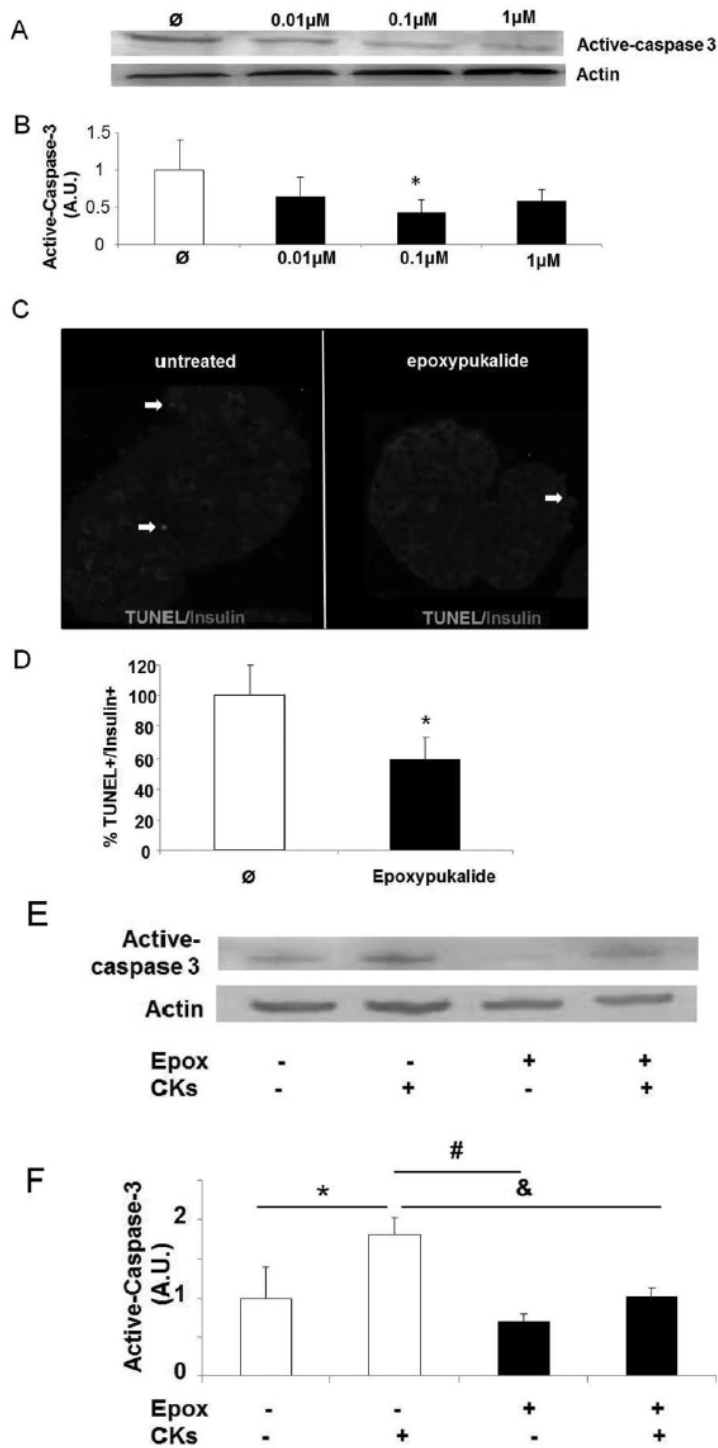 A
Ø 0.01µM 0.1µM 1µM
Active-caspase 3
Actin
B
Active-Caspase-3
(A.U.)
1.5
1
0.5
0
*
Ø 0.01µM 0.1µM 1µM
C
untreated epoxypukalide
TUNEL/Insulin TUNEL/Insulin
D
% TUNEL+/Insulin+
120
100
80
60
40
20
0
*
Ø Epoxypukalide
E
Active-
caspase 3
Actin
Epox - - + +
CKs - + - +
F
Active-Caspase-3
(A.U.)
2
1
0
#
* &
Epox - - + +
CKs - + - +